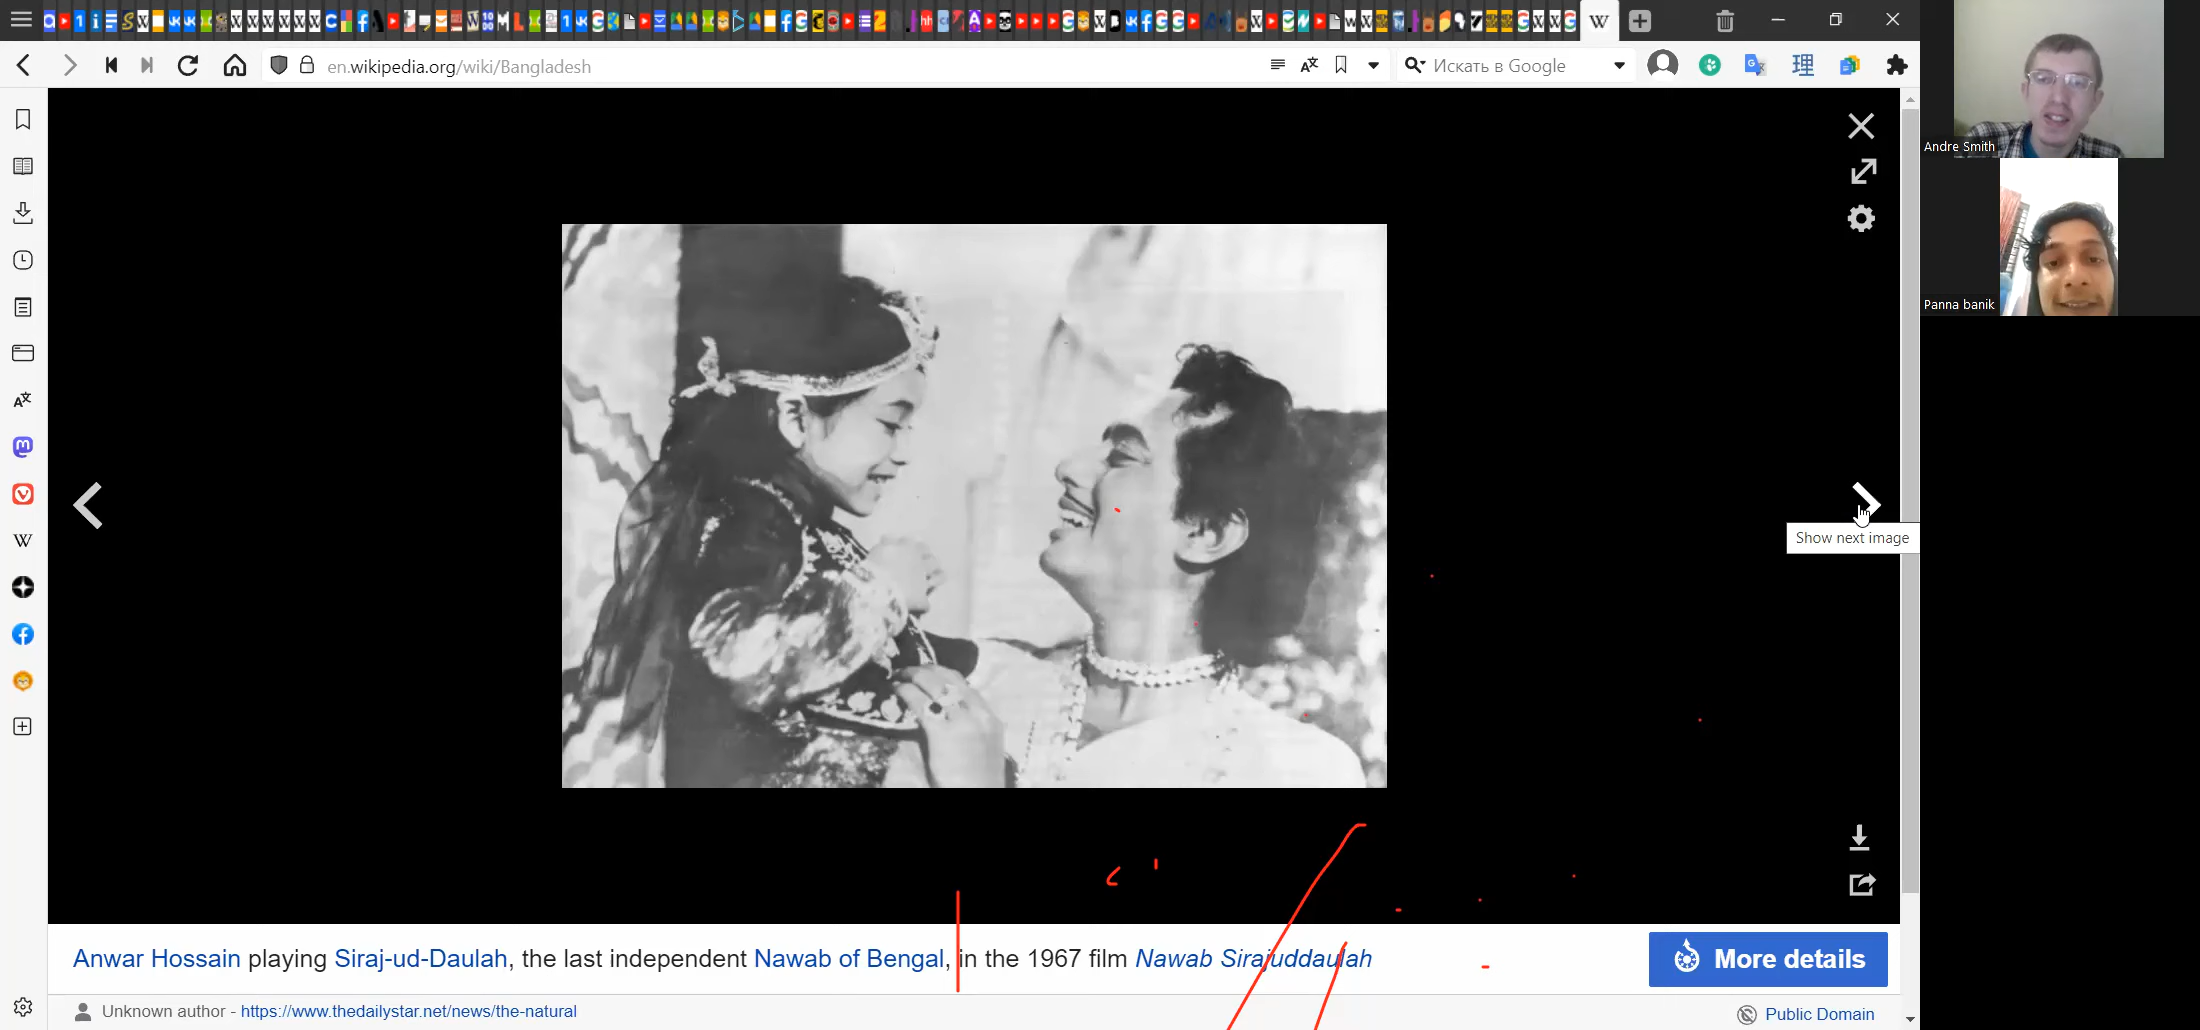 en.wikipedia.org/wiki/Bangladesh
Искать в Google
Andre Smith
Panna banik
Show next image
Anwar Hossain playing Siraj-ud-Daulah, the last independent Nawab of Bengal, in the 1967 film Nawab Sirajuddaulah
More details
Unknown author - https://www.thedailystar.net/news/the-natural
Public Domain